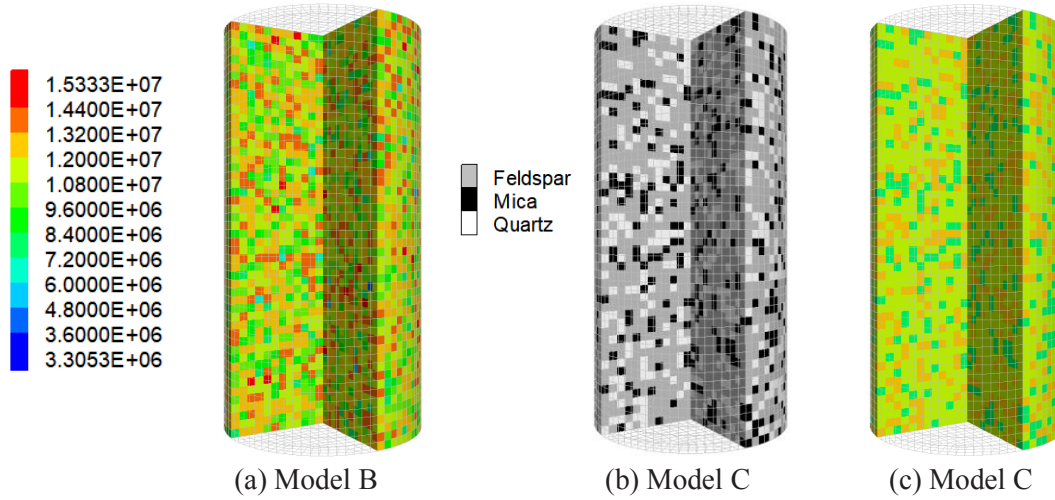 1.5333E+07
1.4400E+07
1.3200E+07
1.2000E+07
1.0800E+07
9.6000E+06
8.4000E+06
7.2000E+06
6.0000E+06
4.8000E+06
3.6000E+06
3.3053E+06
Feldspar
Mica
Quartz
(a) Model B
(b) Model C
(c) Model C